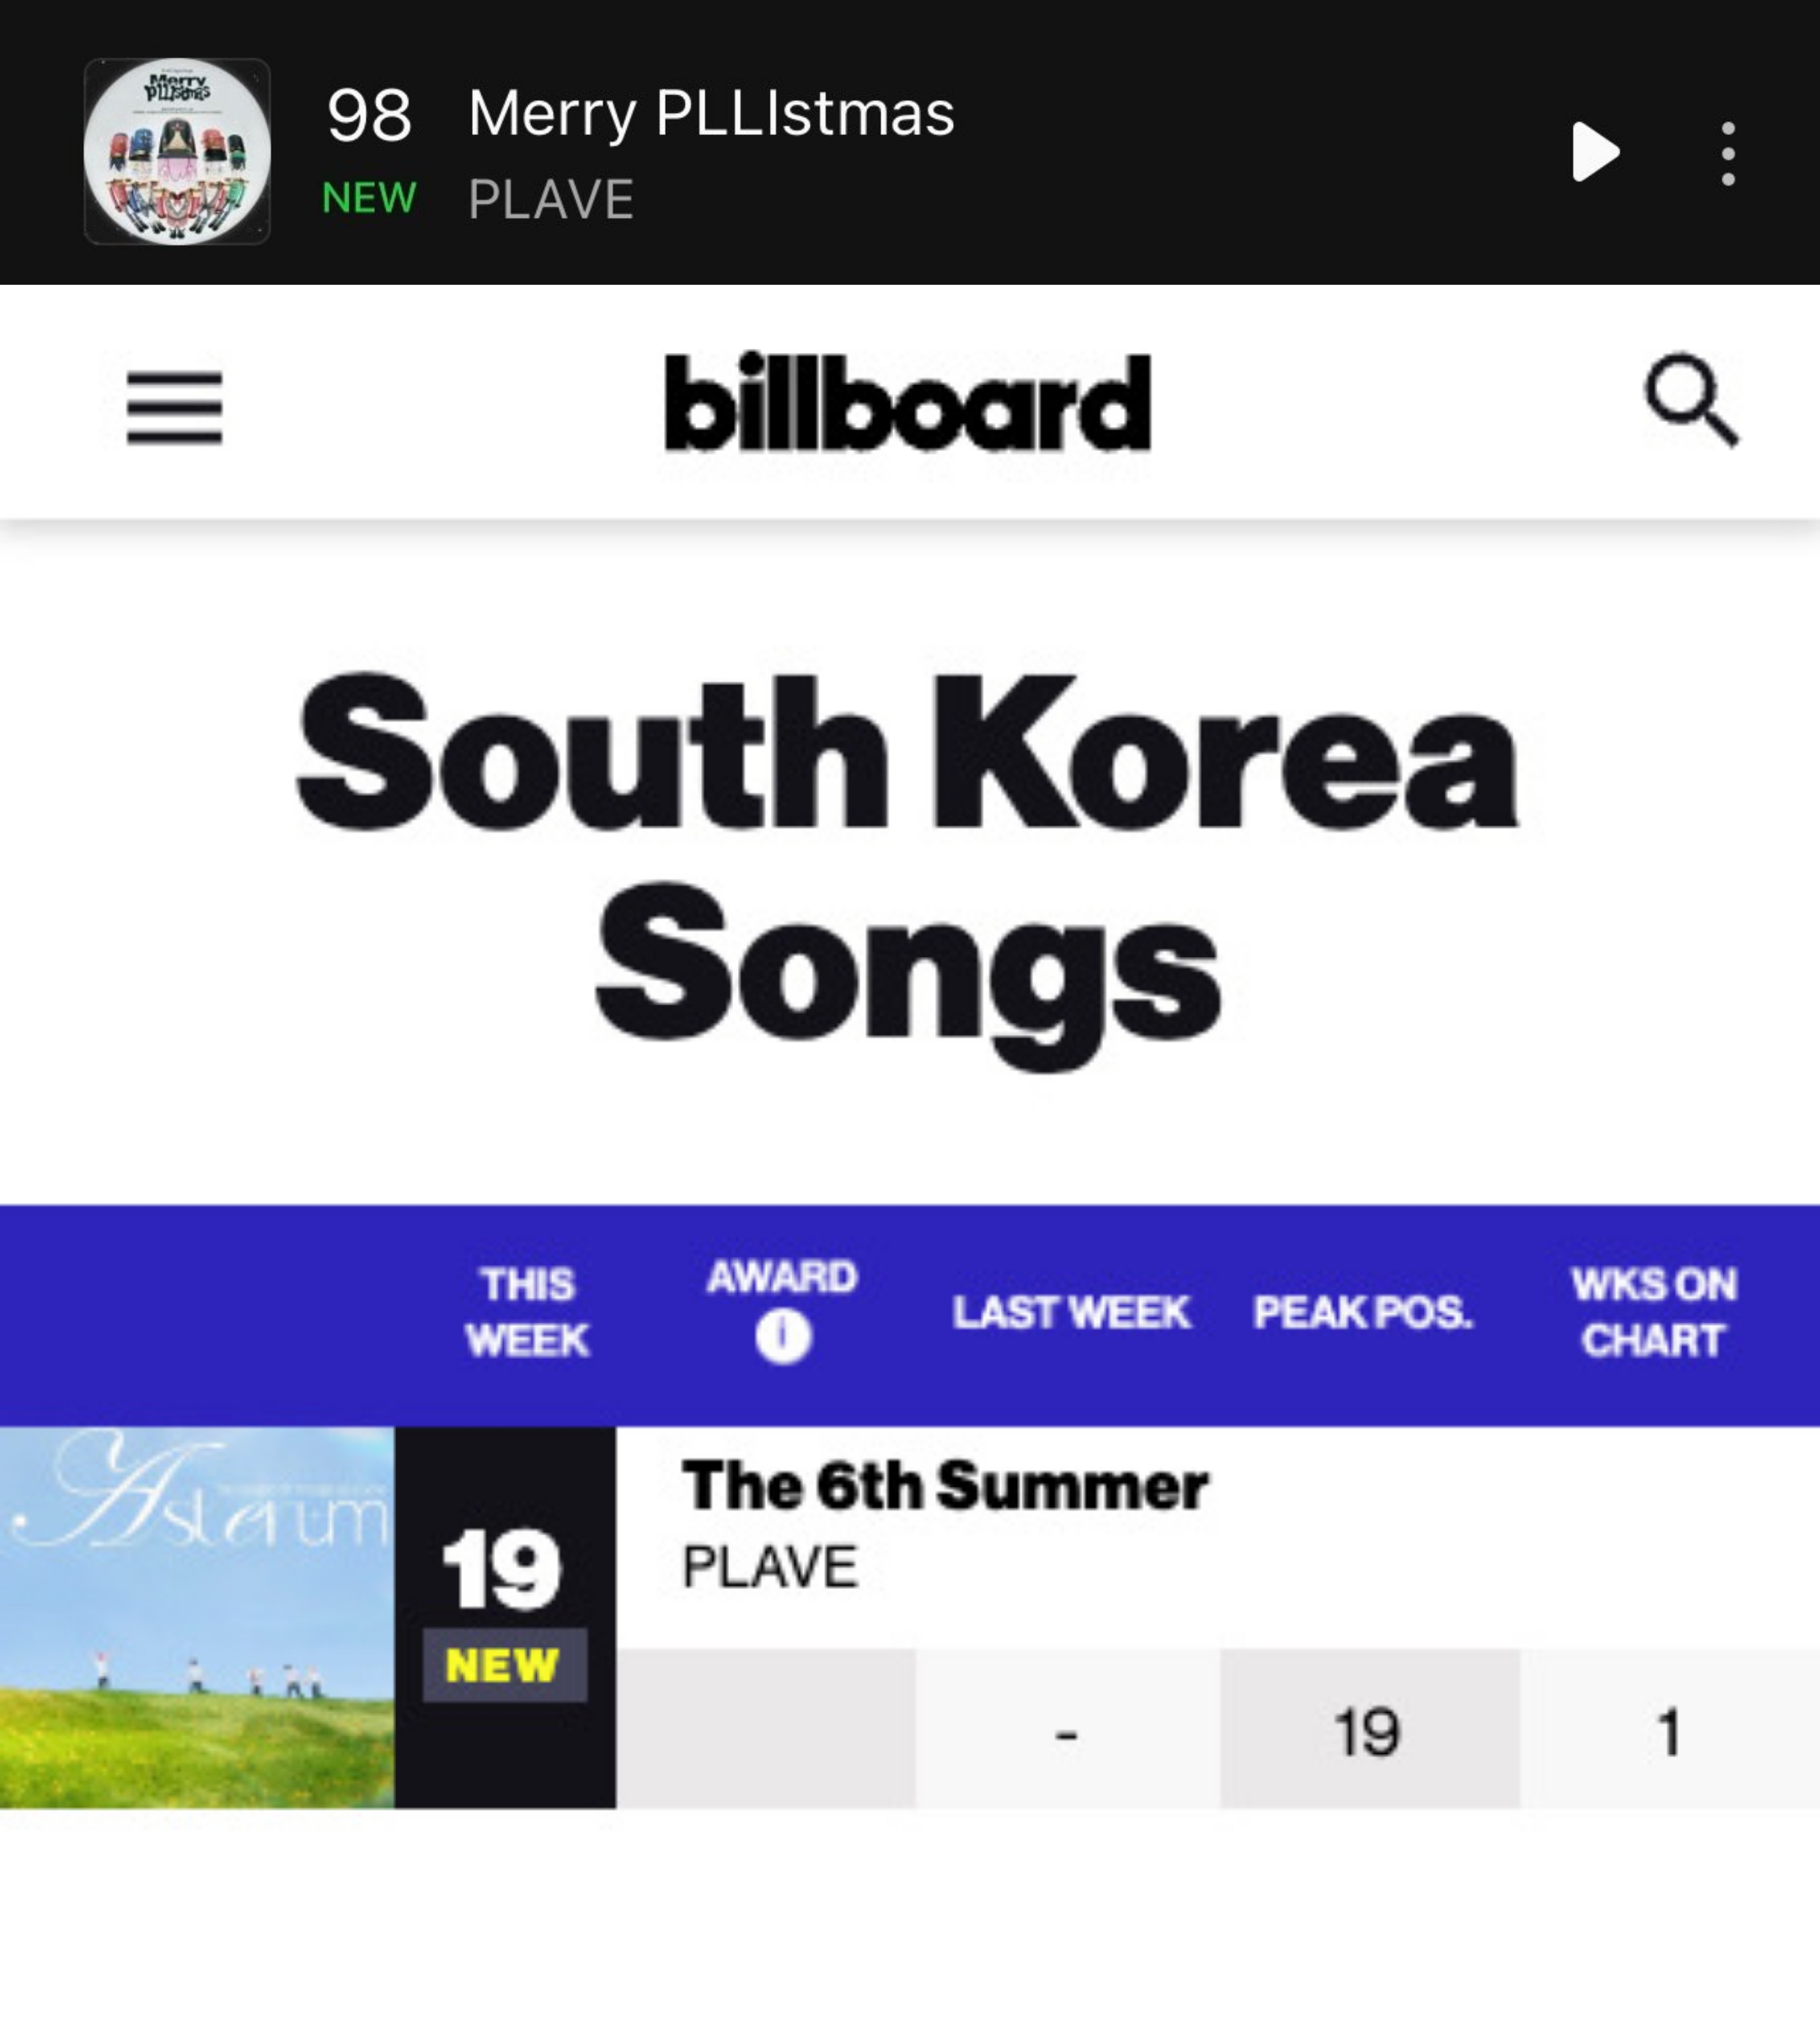 Merry
PLLIstmas
98
Merry PLLIstmas
NEW
PLAVE
billboard
South Korea
Songs
THIS
WEEK
AWARD
i
LAST WEEK
PEAK POS.
WKS ON
CHART
Asterum
19
NEW
The 6th Summer
PLAVE
-
19
1